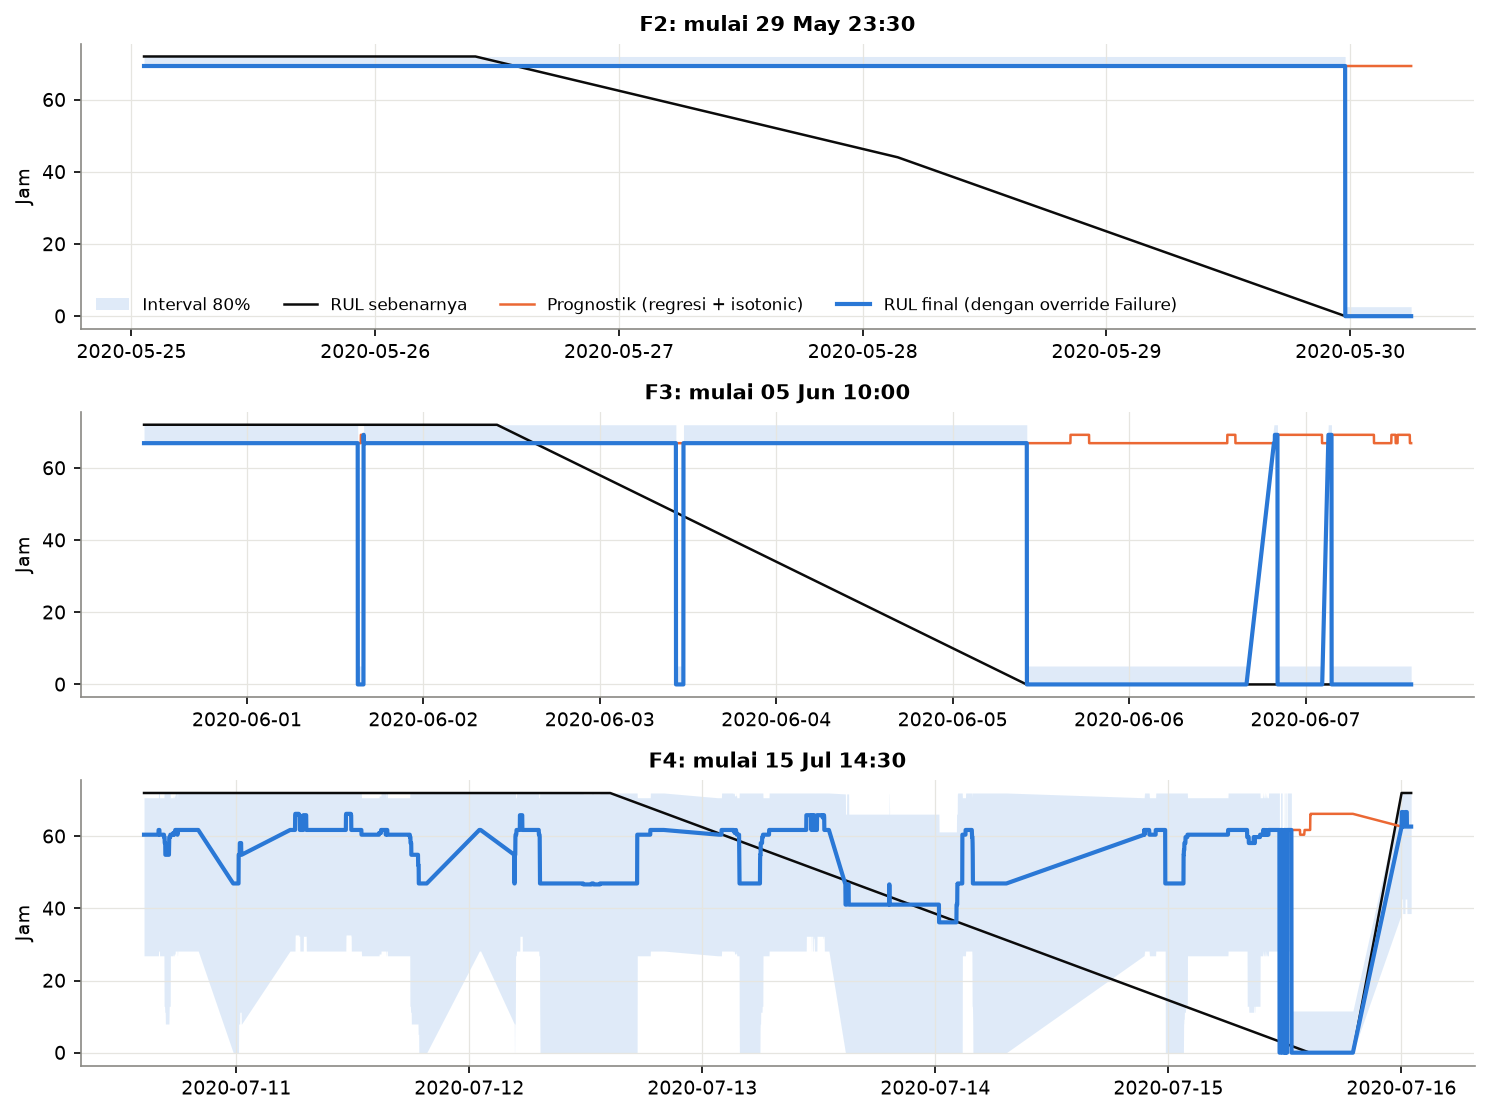 F2: mulai 29 May 23:30
60
40
20
0
Jam
Interval 80%
RUL sebenarnya
Prognostik (regresi + isotonic)
RUL final (dengan override Failure)
2020-05-25 2020-05-26 2020-05-27 2020-05-28 2020-05-29 2020-05-30
F3: mulai 05 Jun 10:00
60
40
20
0
Jam
2020-06-01 2020-06-02 2020-06-03 2020-06-04 2020-06-05 2020-06-06 2020-06-07
F4: mulai 15 Jul 14:30
60
40
20
0
Jam
2020-07-11 2020-07-12 2020-07-13 2020-07-14 2020-07-15 2020-07-16